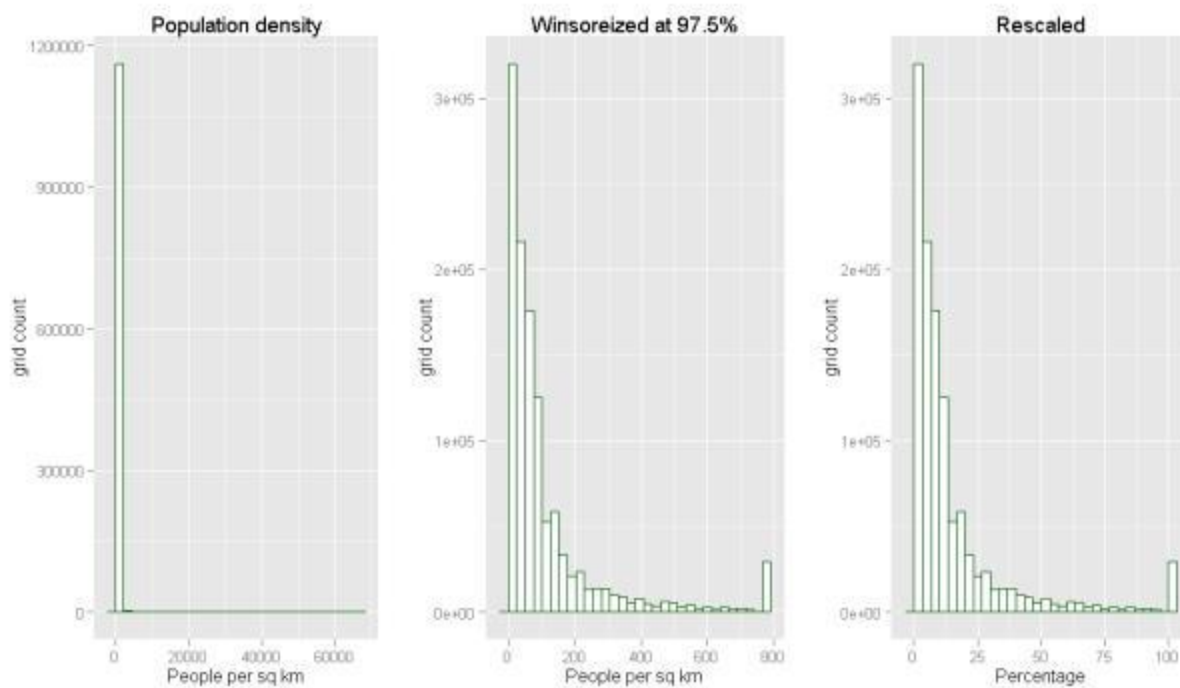 Population density
1200000
900000
600000
300000
0
grid count
0 20000 40000 60000
People per sq km
Winsoreized at 97.5%
3e+05
2e+05
1e+05
0e+00
grid count
0 200 400 600 800
People per sq km
Rescaled
3e+05
2e+05
1e+05
0e+00
grid count
0 25 50 75 100
Percentage